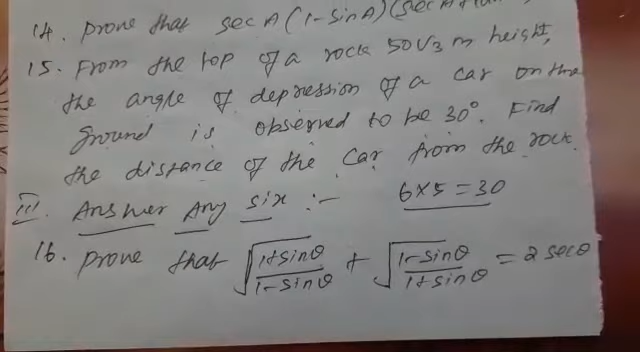 14. prove that sec A (1-sin A) (sec A + tan
15. From the top of a rock 50√3 m height,
the angle of depression of a car on the
ground is observed to be 30°. Find
the distance of the car from the rock.
III. Answer Any six :- 6x5=30
16. prove that √(1+sinθ/1-sinθ) + √(1-sinθ/1+sinθ) = 2 secθ